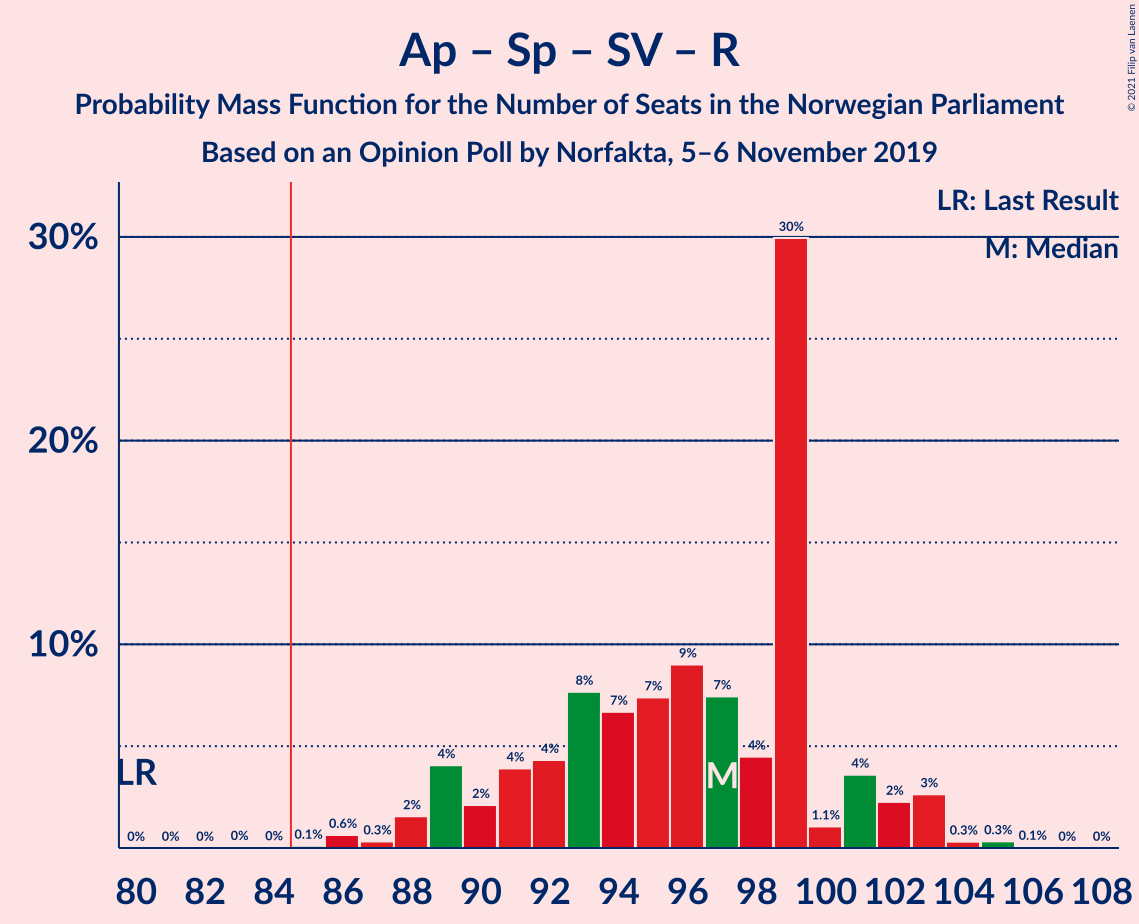 Ap – Sp – SV – R
Probability Mass Function for the Number of Seats in the Norwegian Parliament
Based on an Opinion Poll by Norfakta, 5–6 November 2019
© 2021 Filip van Laenen
LR: Last Result
M: Median
30%
20%
10%
0% 0% 0% 0% 0% 0.1% 0.6% 0.3% 2% 4% 2% 4% 4% 8% 7% 7% 9% 7% 4% 30% 1.1% 4% 2% 3% 0.3% 0.3% 0.1% 0% 0%
LR
M
80 82 84 86 88 90 92 94 96 98 100 102 104 106 108